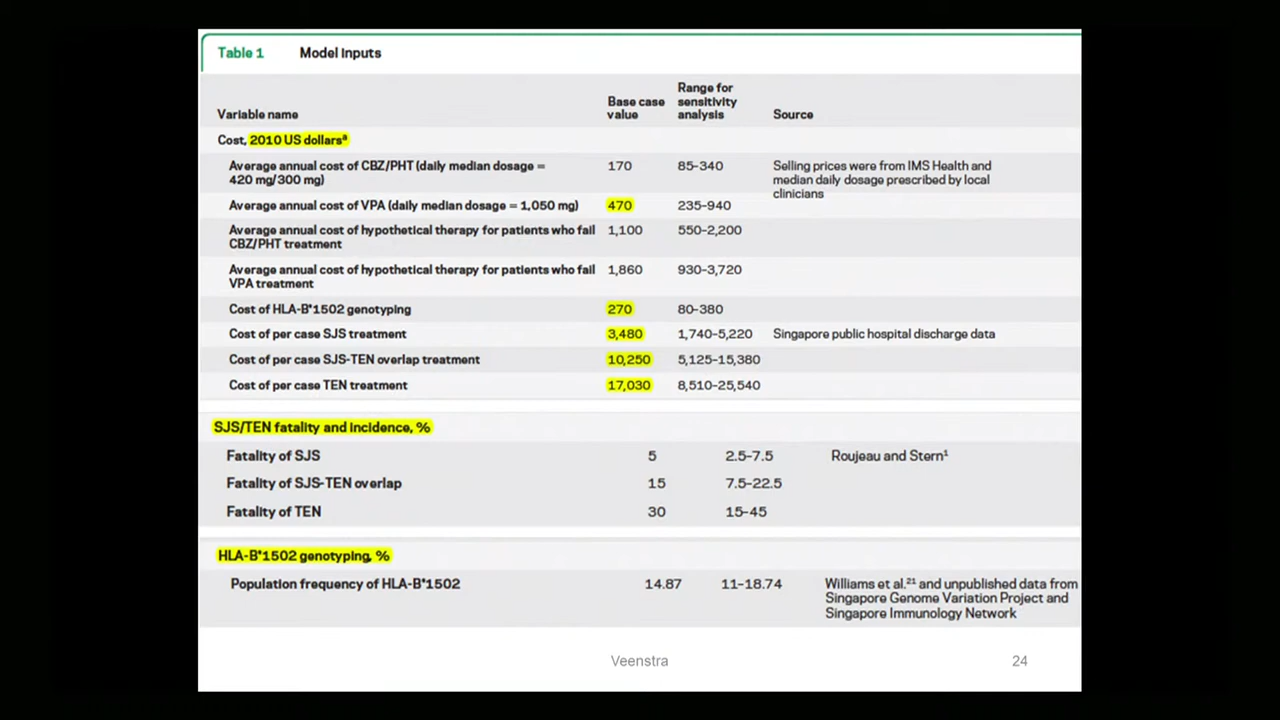 Table 1 Model inputs
Variable name Base case value Range for sensitivity analysis Source
Cost, 2010 US dollarsª
Average annual cost of CBZ/PHT (daily median dosage = 420 mg/300 mg) 170 85–340 Selling prices were from IMS Health and median daily dosage prescribed by local clinicians
Average annual cost of VPA (daily median dosage = 1,050 mg) 470 235–940
Average annual cost of hypothetical therapy for patients who fail CBZ/PHT treatment 1,100 550–2,200
Average annual cost of hypothetical therapy for patients who fail VPA treatment 1,860 930–3,720
Cost of HLA-B*1502 genotyping 270 80–380
Cost of per case SJS treatment 3,480 1,740–5,220 Singapore public hospital discharge data
Cost of per case SJS-TEN overlap treatment 10,250 5,125–15,380
Cost of per case TEN treatment 17,030 8,510–25,540
SJS/TEN fatality and incidence, %
Fatality of SJS 5 2.5–7.5 Roujeau and Stern¹
Fatality of SJS-TEN overlap 15 7.5–22.5
Fatality of TEN 30 15–45
HLA-B*1502 genotyping, %
Population frequency of HLA-B*1502 14.87 11–18.74 Williams et al.²¹ and unpublished data from Singapore Genome Variation Project and Singapore Immunology Network
Veenstra 24